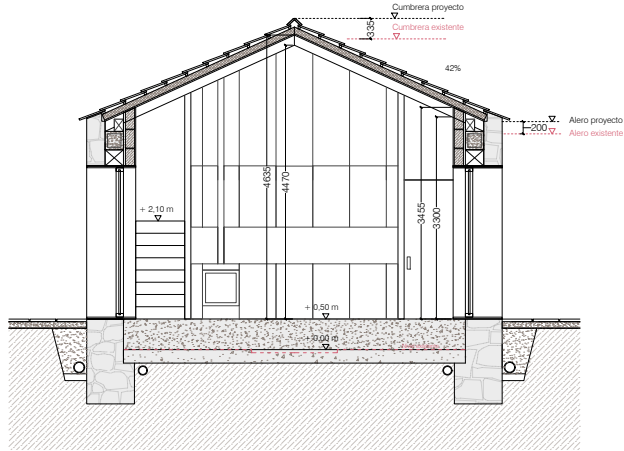 Cumbrera proyecto
335
Cumbrera existente
42%
Alero proyecto
200
Alero existente
4635
4470
3455
3300
+ 2,10 m
+ 0,50 m
+ 0,00 m